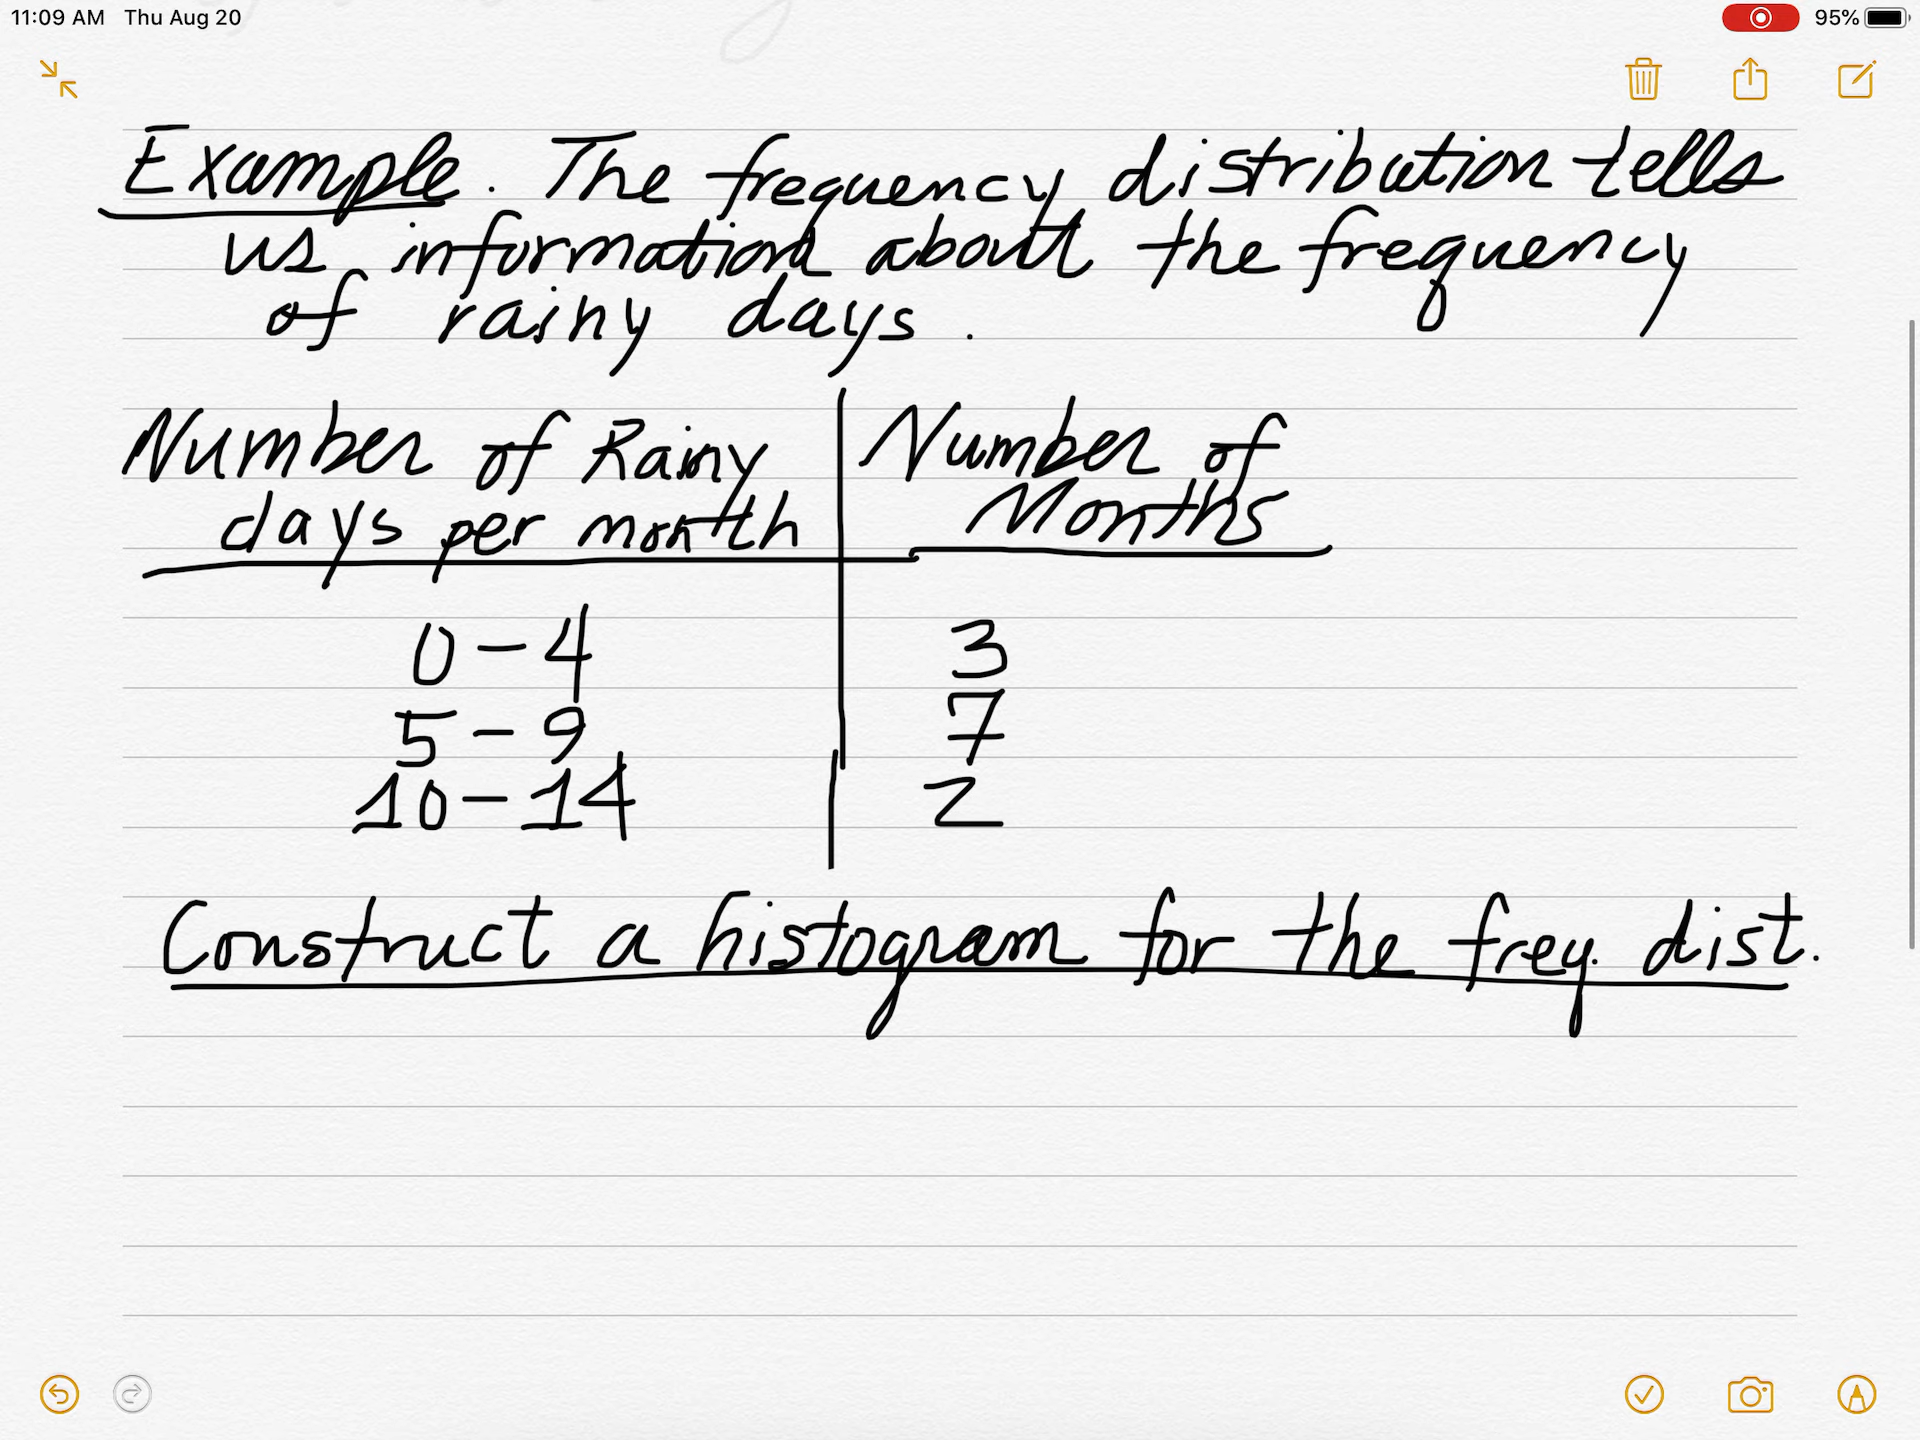 11:09 AM Thu Aug 20
95%
Example. The frequency distribution tells
us information about the frequency
of rainy days.
Number of Rainy Number of
days per month Months
0-4 3
5-9 7
10-14 2
Construct a histogram for the freq. dist.